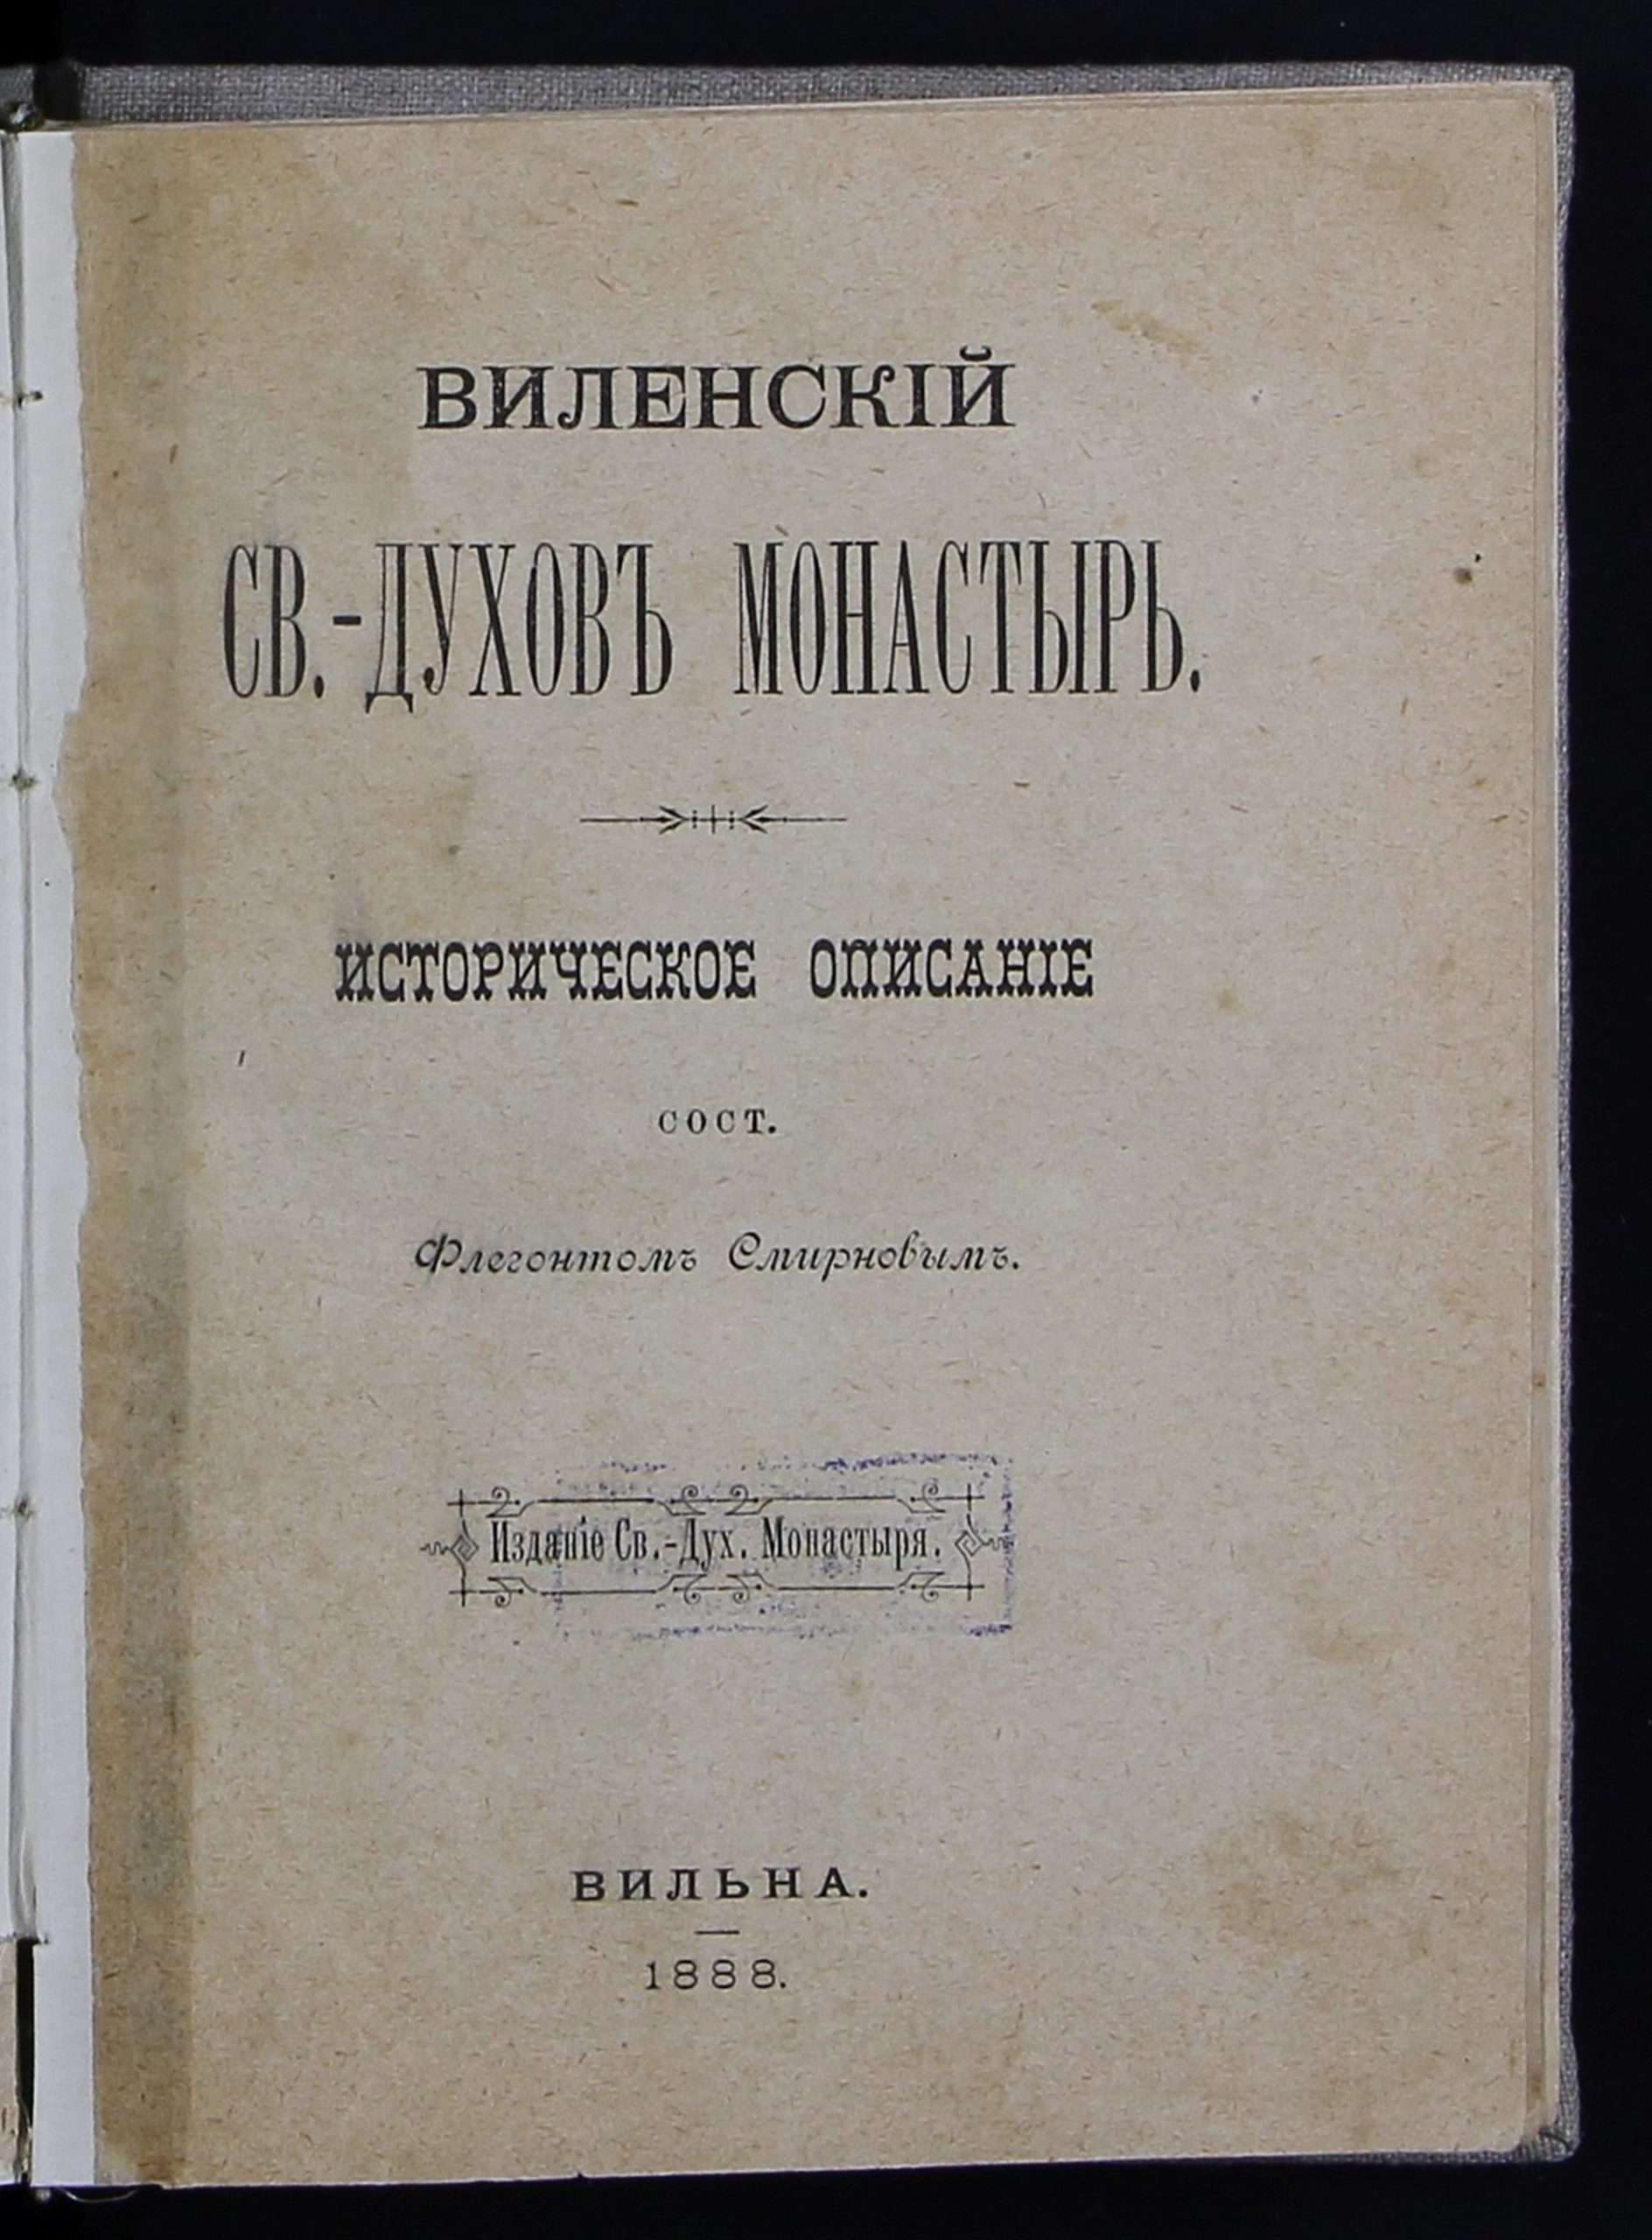 ВИЛЕНСКІЙ
СВ.-ДУХОВЪ МОНАСТЫРЬ.
ИСТОРИЧЕСКОЕ ОПИСАНІЕ
СОСТ.
Флегонтомъ Смирновымъ.
Изданіе Св.-Дух. Монастыря.
ВИЛЬНА.
1888.